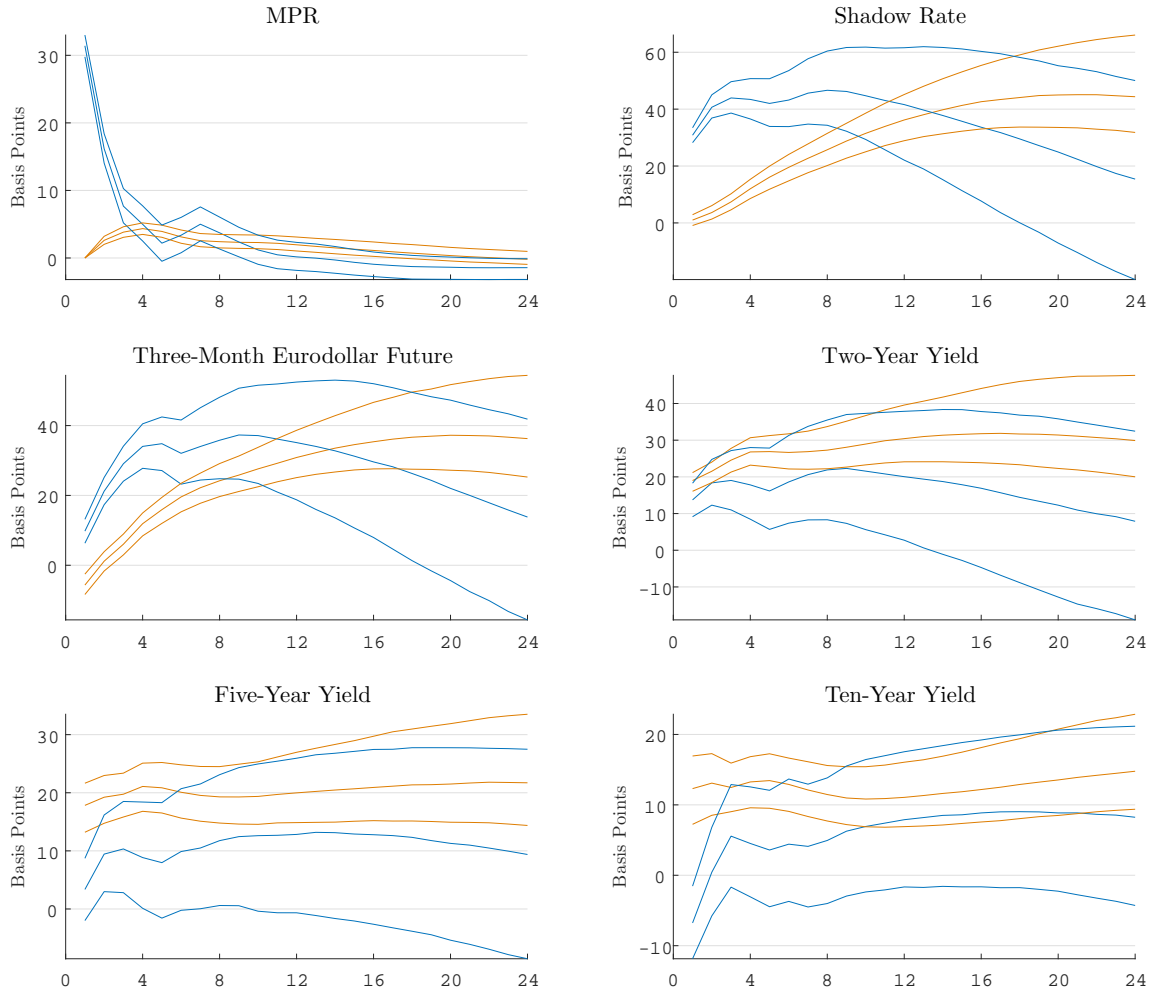 MPR
Basis Points
30
20
10
0
0 4 8 12 16 20 24
Shadow Rate
Basis Points
60
40
20
0
0 4 8 12 16 20 24
Three-Month Eurodollar Future
Basis Points
40
20
0
0 4 8 12 16 20 24
Two-Year Yield
Basis Points
40
30
20
10
0
-10
0 4 8 12 16 20 24
Five-Year Yield
Basis Points
30
20
10
0
0 4 8 12 16 20 24
Ten-Year Yield
Basis Points
20
10
0
-10
0 4 8 12 16 20 24